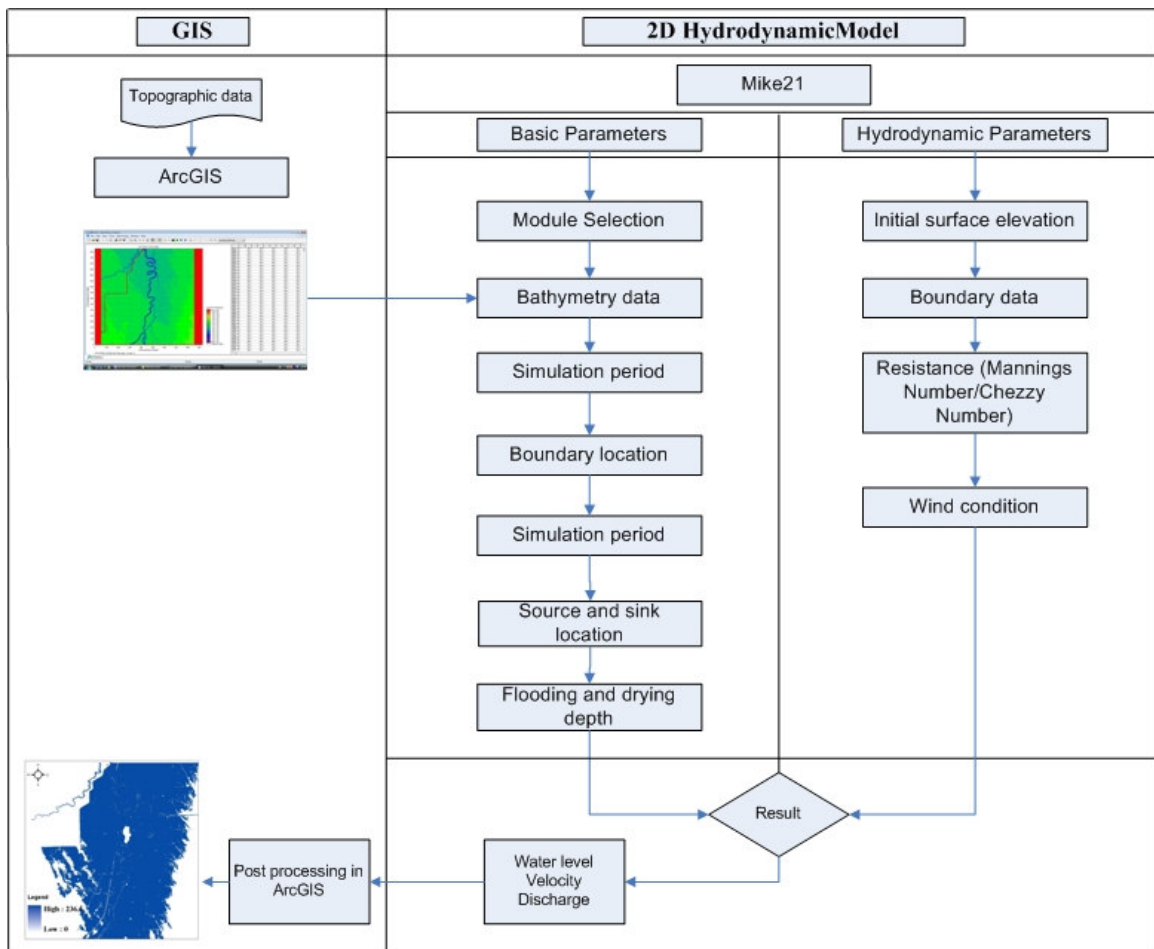 GIS
2D HydrodynamicModel
Mike21
Topographic data
ArcGIS
Basic Parameters
Hydrodynamic Parameters
Module Selection
Bathymetry data
Simulation period
Boundary location
Simulation period
Source and sink
location
Flooding and drying
depth
Initial surface elevation
Boundary data
Resistance (Mannings
Number/Chezzy
Number)
Wind condition
Result
Water level
Velocity
Discharge
Post processing in
ArcGIS
Legend
Low : 0